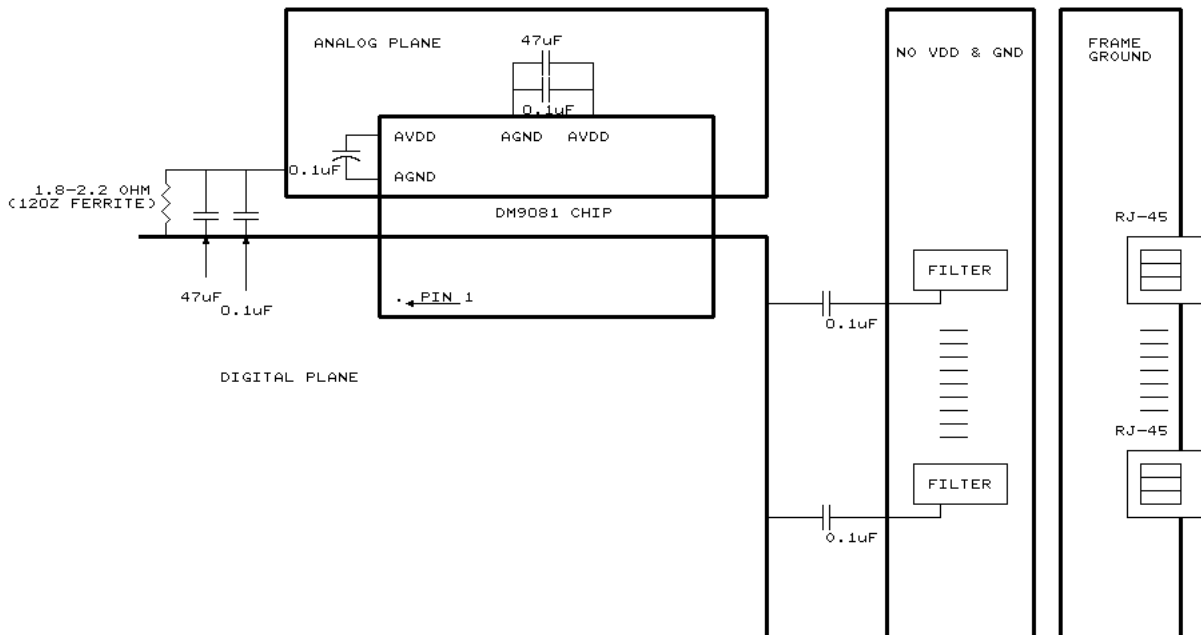 ANALOG PLANE
47uF
0.1uF
AVDD
AGND
AVDD
0.1uF
AGND
1.8-2.2 OHM
(120Z FERRITE)
DM9081 CHIP
47uF
0.1uF
PIN 1
DIGITAL PLANE
NO VDD & GND
FRAME
GROUND
RJ-45
FILTER
0.1uF
RJ-45
FILTER
0.1uF